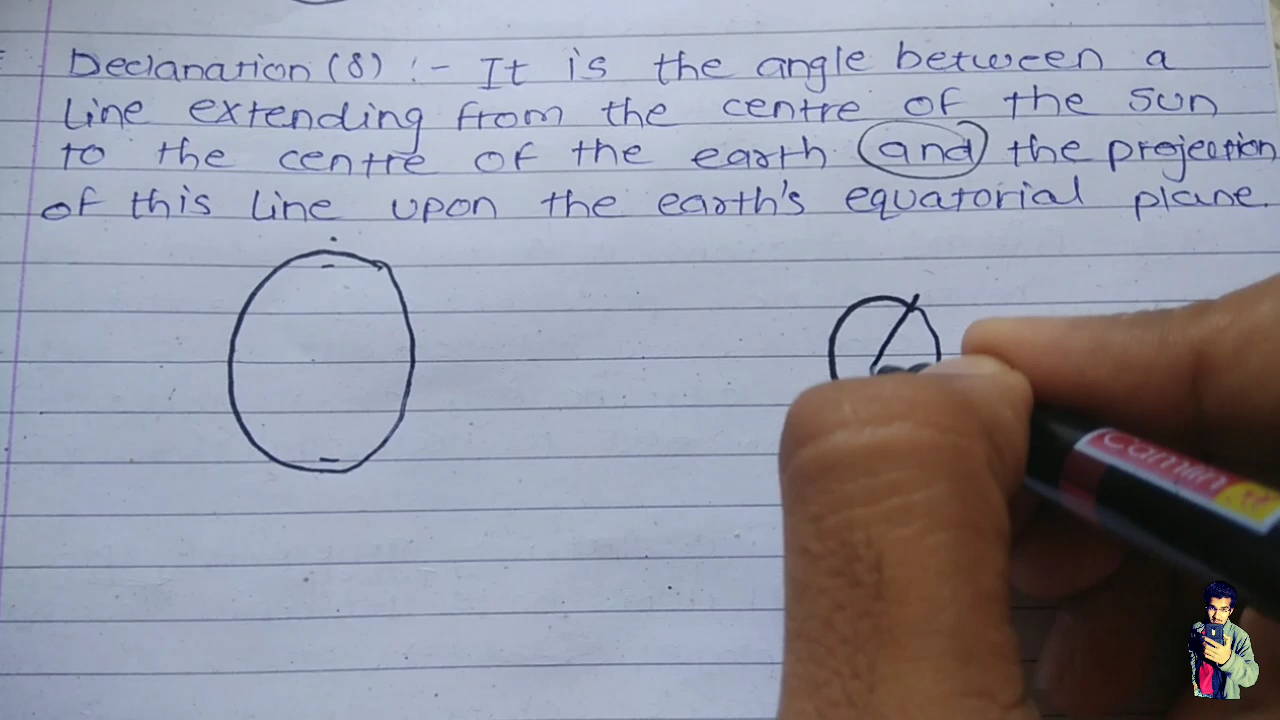 Declanation (δ) :- It is the angle between a
Line extending from the centre of the sun
to the centre of the earth and the projection
of this line upon the earth's equatorial plane.
camlin